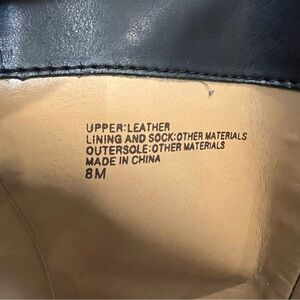 UPPER:LEATHER
LINING AND SOCK:OTHER MATERIALS
OUTERSOLE:OTHER MATERIALS
MADE IN CHINA
8M